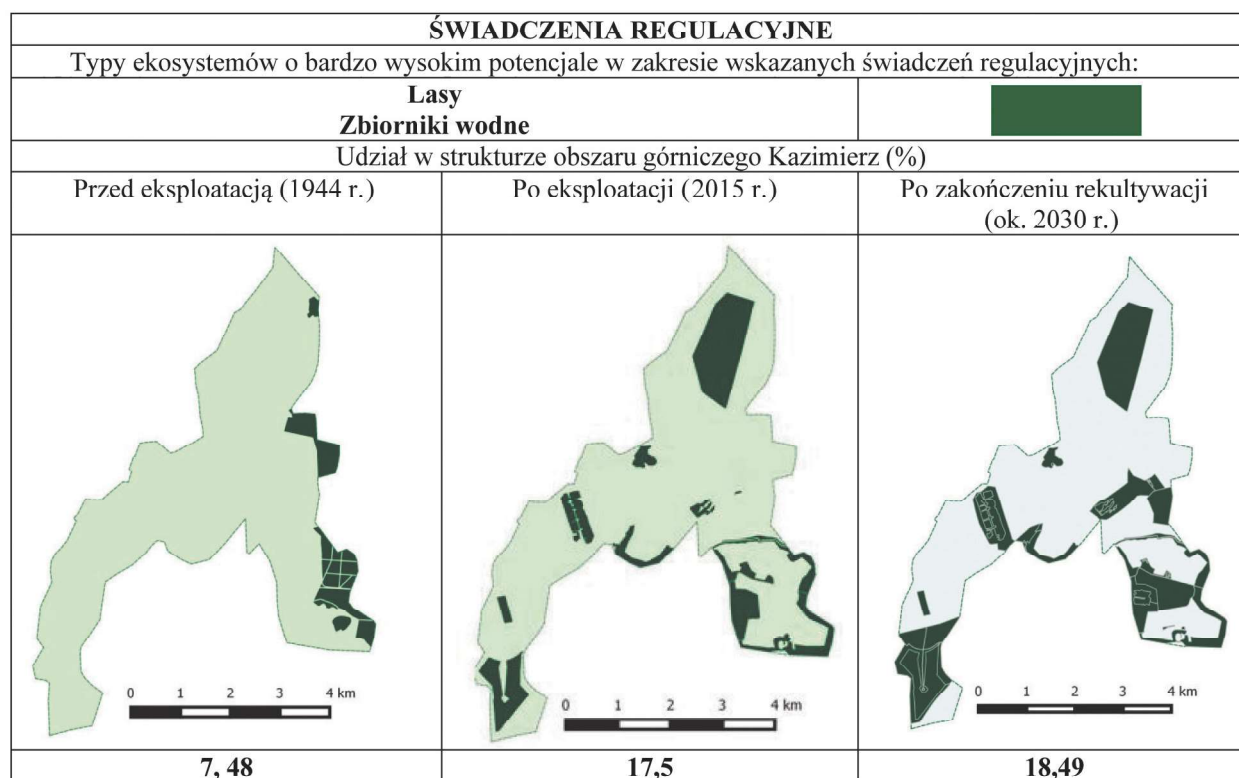 ŚWIADCZENIA REGULACYJNE
Typy ekosystemów o bardzo wysokim potencjale w zakresie wskazanych świadczeń regulacyjnych:
Lasy
Zbiorniki wodne
Udział w strukturze obszaru górniczego Kazimierz (%)
Przed eksploatacją (1944 r.)
Po eksploatacji (2015 r.)
Po zakończeniu rekultywacji
(ok. 2030 r.)
0 1 2 3 4 km
0 1 2 3 4 km
0 1 2 3 4 km
7, 48
17,5
18,49